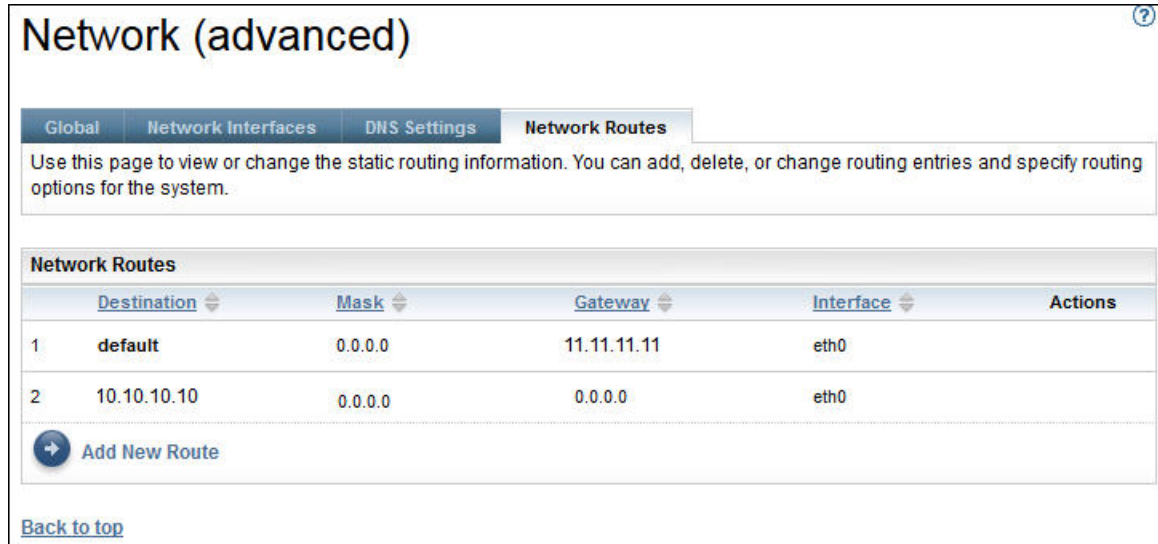 Network (advanced)
?
Global Network Interfaces DNS Settings Network Routes
Use this page to view or change the static routing information. You can add, delete, or change routing entries and specify routing
options for the system.
Network Routes
Destination Mask Gateway Interface Actions
1 default 0.0.0.0 11.11.11.11 eth0
2 10.10.10.10 0.0.0.0 0.0.0.0 eth0
Add New Route
Back to top